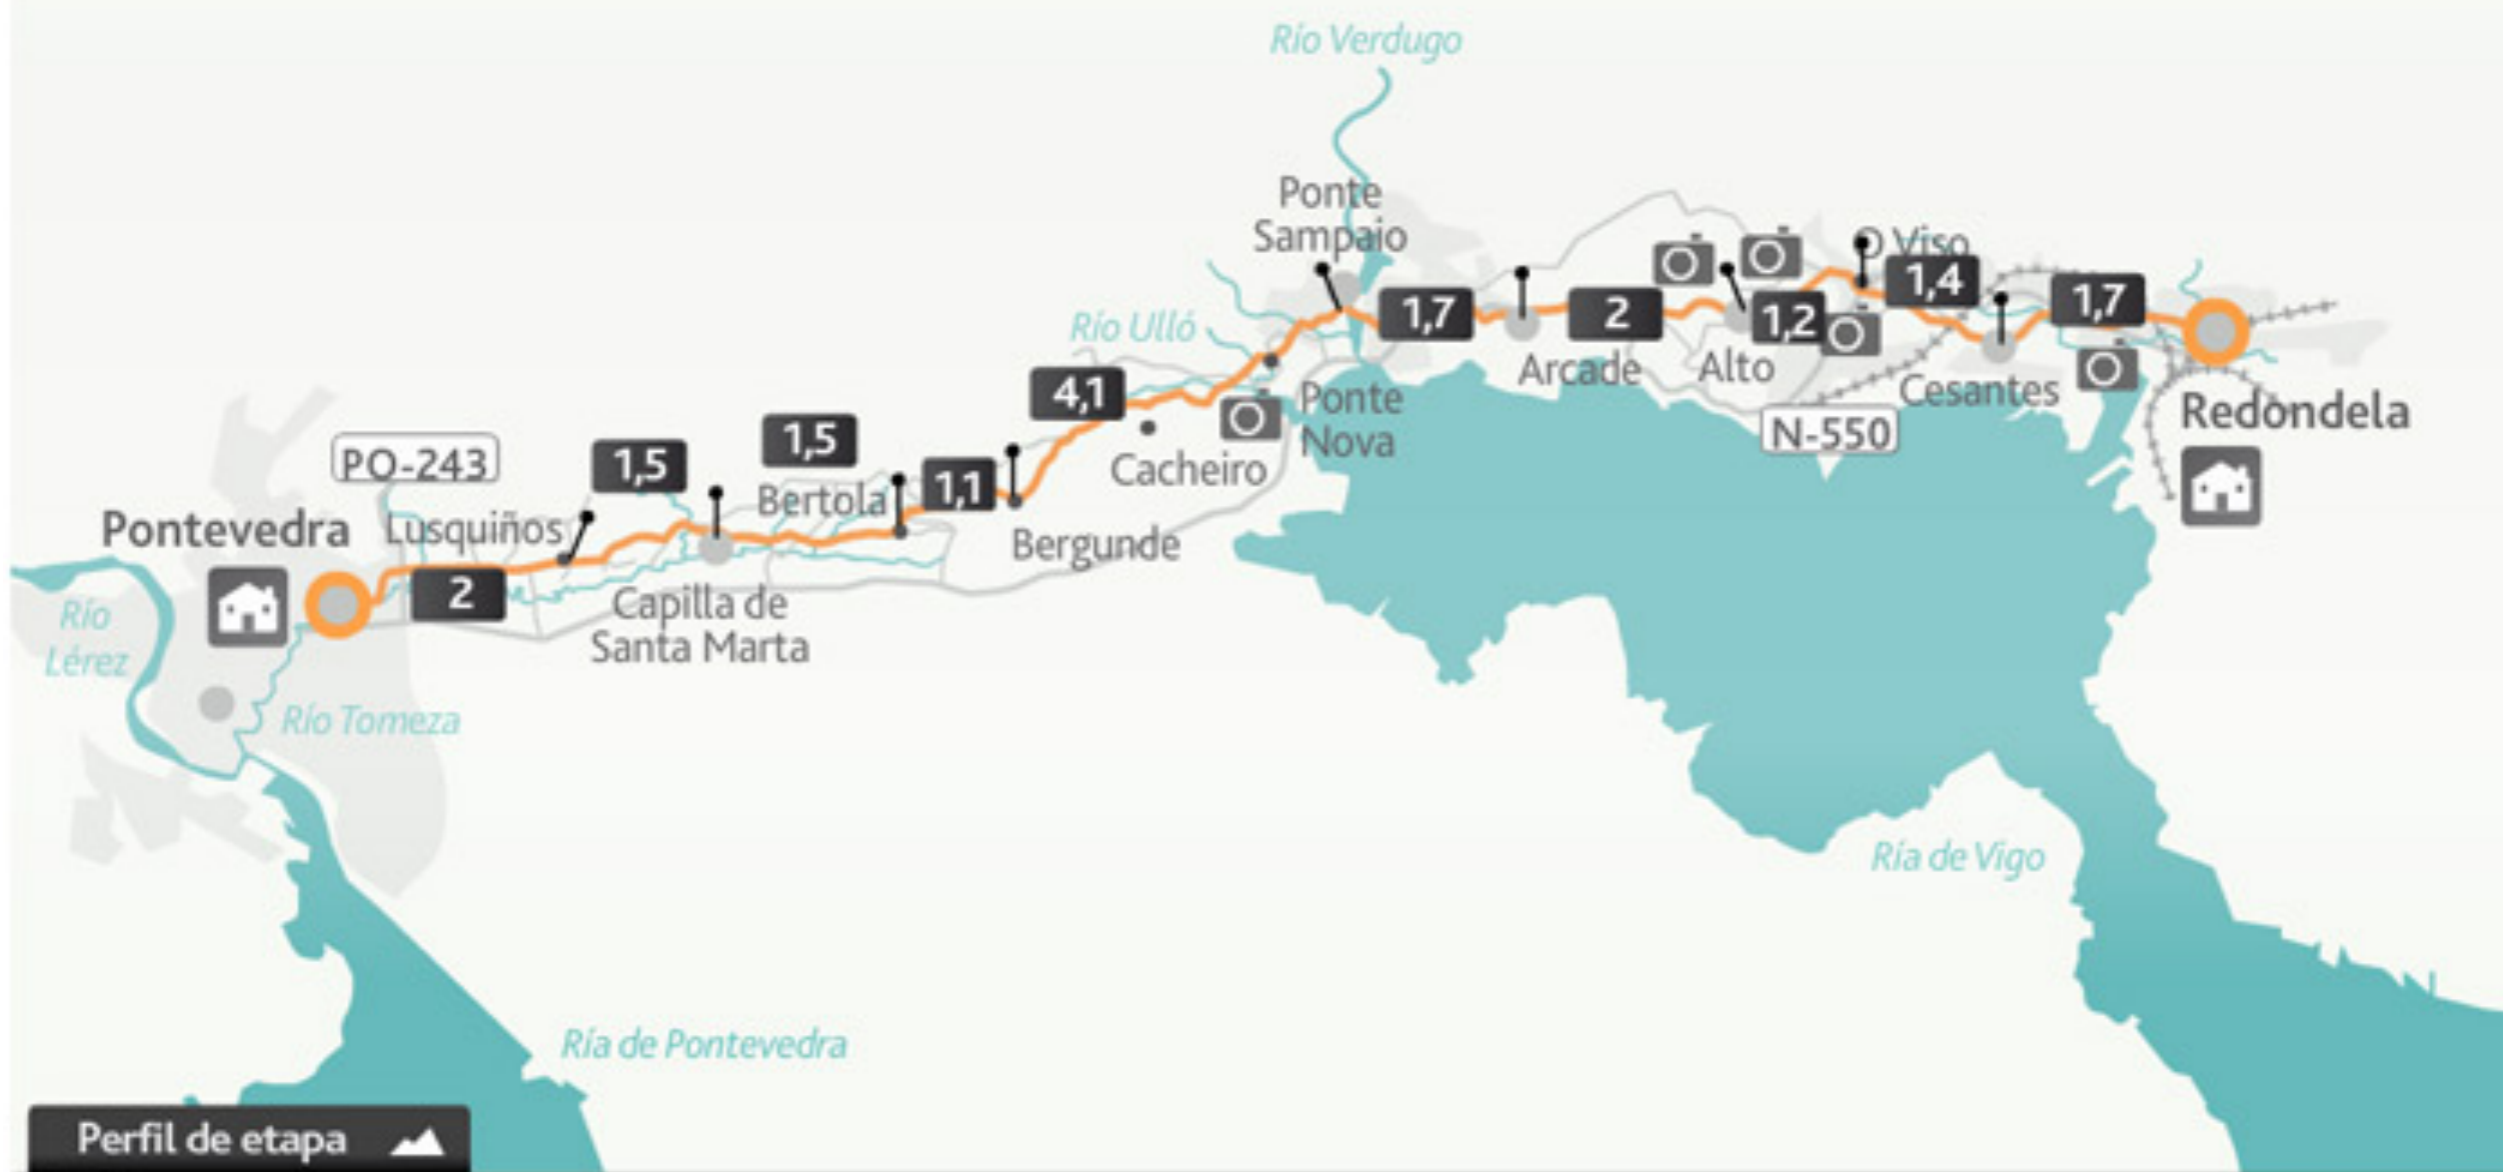 Río Verdugo
Ponte
Sampaio
O Viso
1,4
1,7
1,7
2
1,2
Río Ulló
Arcade
Alto
Cesantes
4,1
Ponte
Nova
Redondela
N-550
1,5
1,5
PO-243
Cacheiro
1,1
Bertola
Pontevedra
Lusquiños
Bergunde
2
Río
Lérez
Capilla de
Santa Marta
Río Tomeza
Ría de Vigo
Ría de Pontevedra
Perfil de etapa